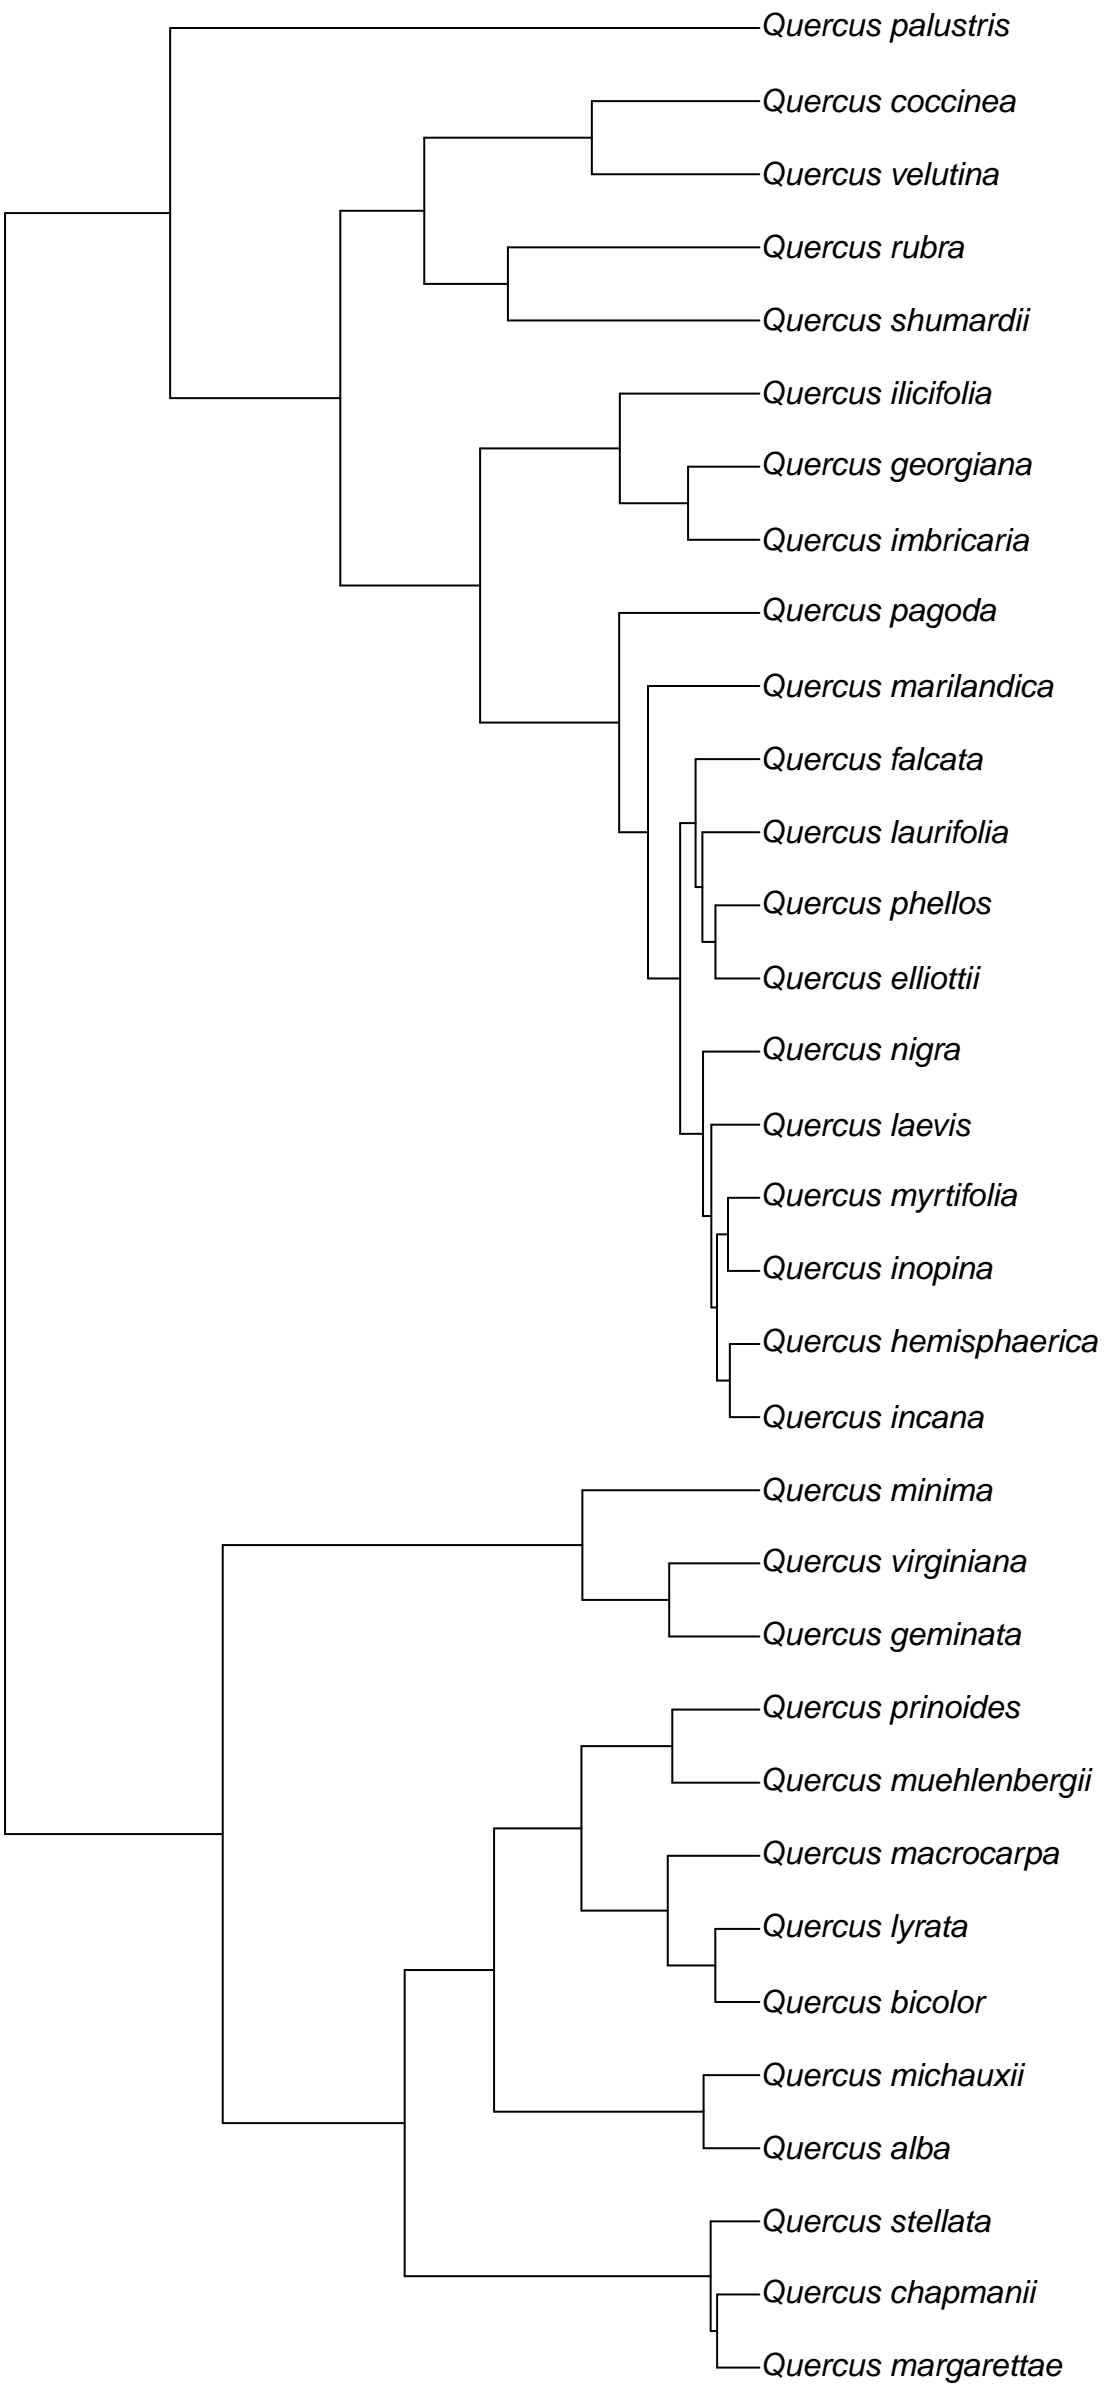 Quercus palustris
Quercus coccinea
Quercus velutina
Quercus rubra
Quercus shumardii
Quercus ilicifolia
Quercus georgiana
Quercus imbricaria
Quercus pagoda
Quercus marilandica
Quercus falcata
Quercus laurifolia
Quercus phellos
Quercus elliottii
Quercus nigra
Quercus laevis
Quercus myrtifolia
Quercus inopina
Quercus hemisphaerica
Quercus incana
Quercus minima
Quercus virginiana
Quercus geminata
Quercus prinoides
Quercus muehlenbergii
Quercus macrocarpa
Quercus lyrata
Quercus bicolor
Quercus michauxii
Quercus alba
Quercus stellata
Quercus chapmanii
Quercus margarettae